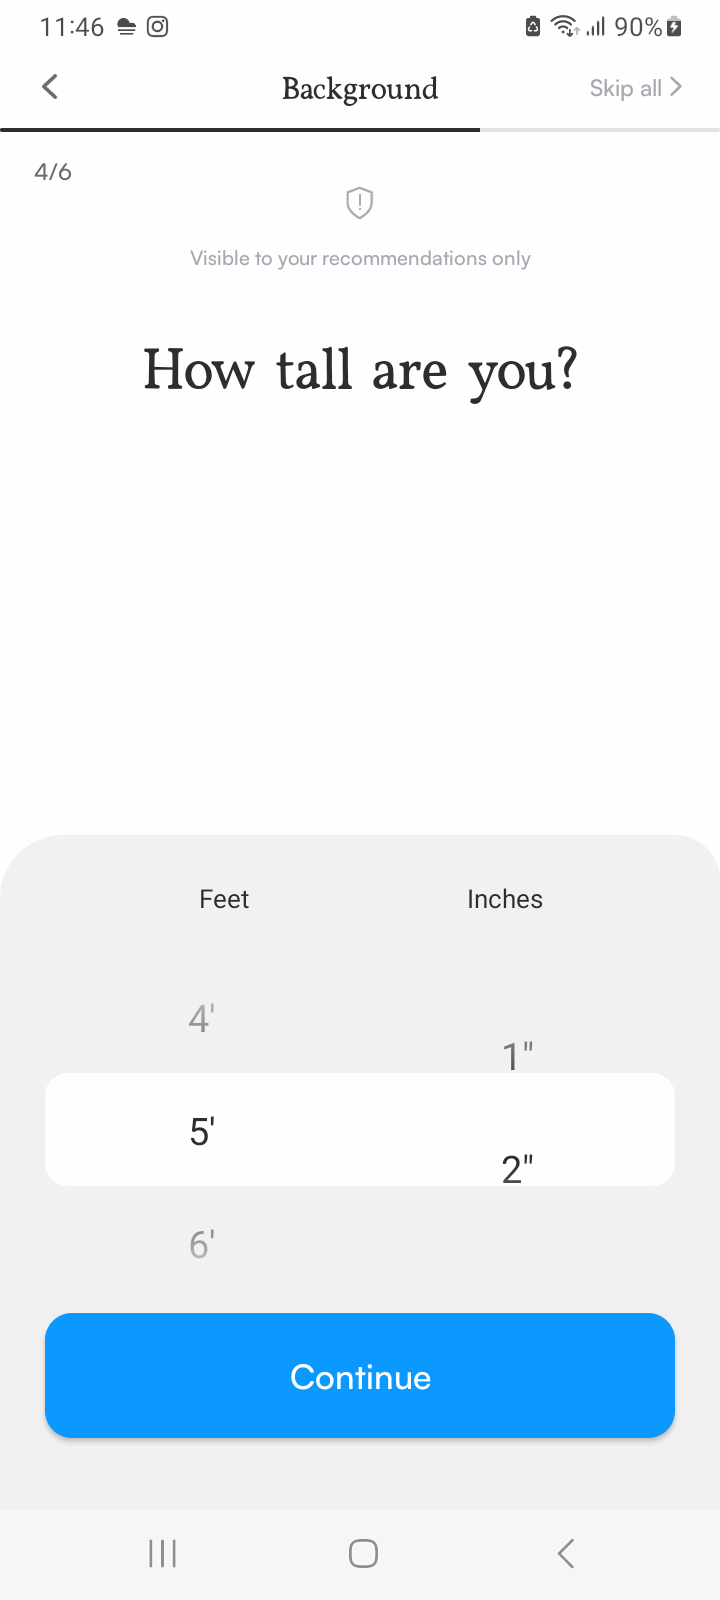 11:46 90%
Background Skip all
4/6
Visible to your recommendations only
How tall are you?
Feet Inches
4'
1"
5'
2"
6'
Continue